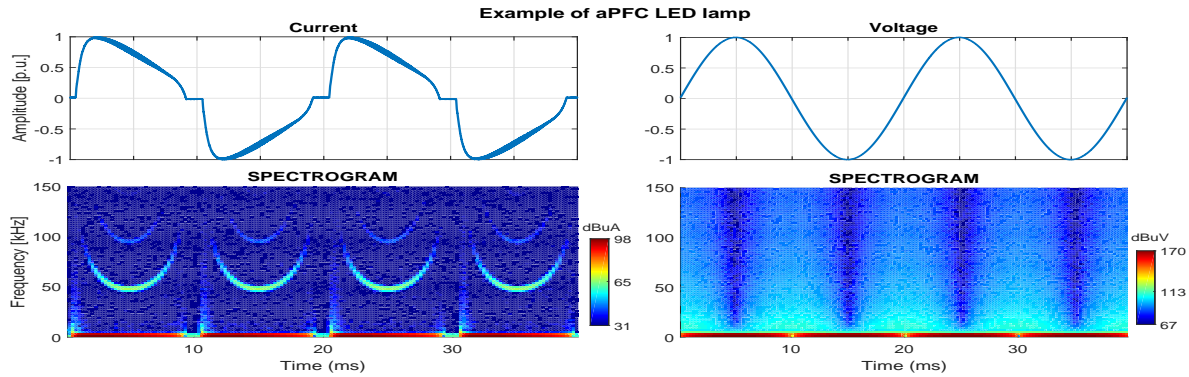 Example of aPFC LED lamp
Current
Amplitude [p.u.]
1
0.5
0
-0.5
-1
Voltage
1
0.5
0
-0.5
-1
SPECTROGRAM
Frequency [kHz]
150
100
50
0
10
20
30
Time (ms)
dBuA
98
65
31
SPECTROGRAM
150
100
50
0
10
20
30
Time (ms)
dBuV
170
113
67